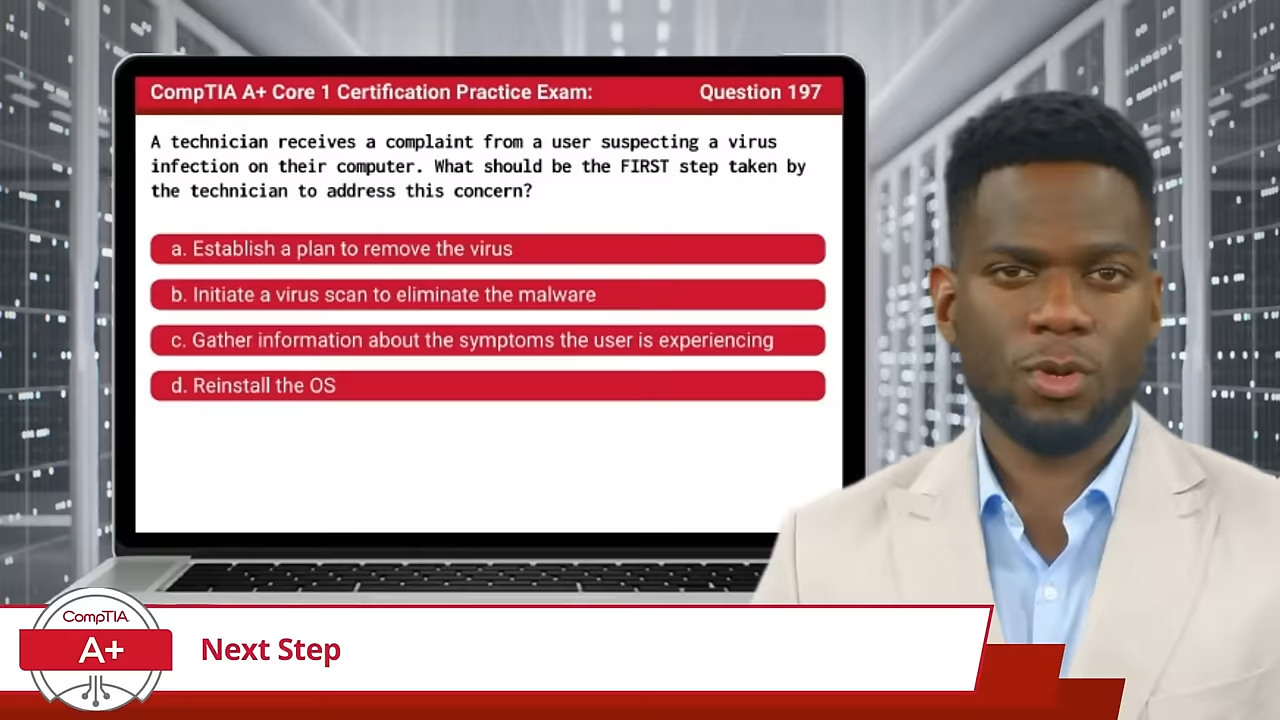 CompTIA A+ Core 1 Certification Practice Exam: Question 197
A technician receives a complaint from a user suspecting a virus
infection on their computer. What should be the FIRST step taken by
the technician to address this concern?
a. Establish a plan to remove the virus
b. Initiate a virus scan to eliminate the malware
c. Gather information about the symptoms the user is experiencing
d. Reinstall the OS
CompTIA
A+
Next Step